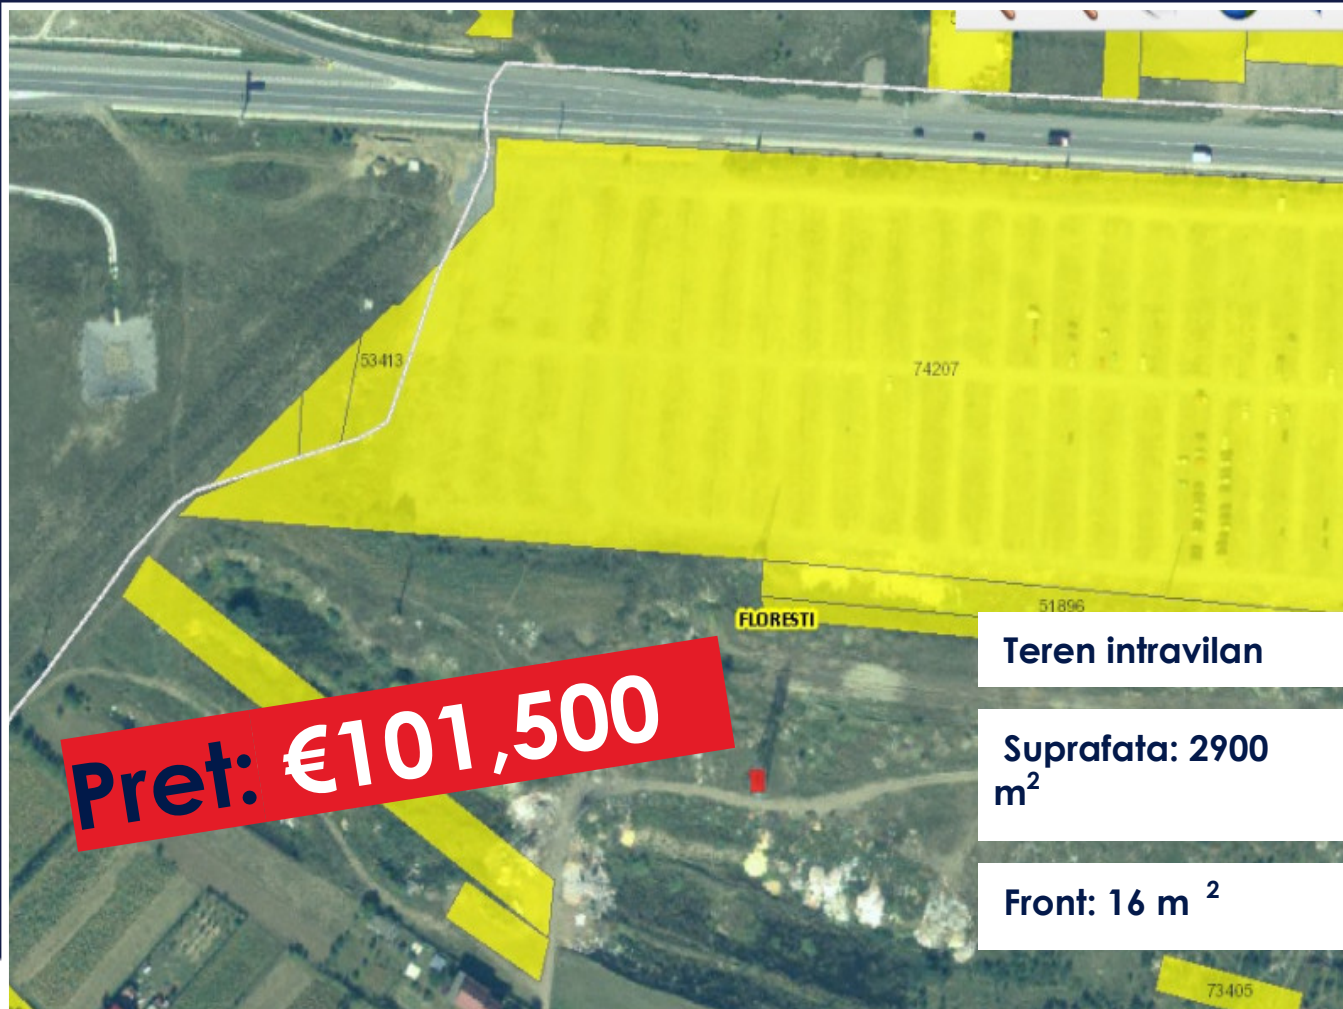 53413
74207
51896
FLORESTI
Teren intravilan
Pret: €101,500
Suprafata: 2900
m²
Front: 16 m ²
73405